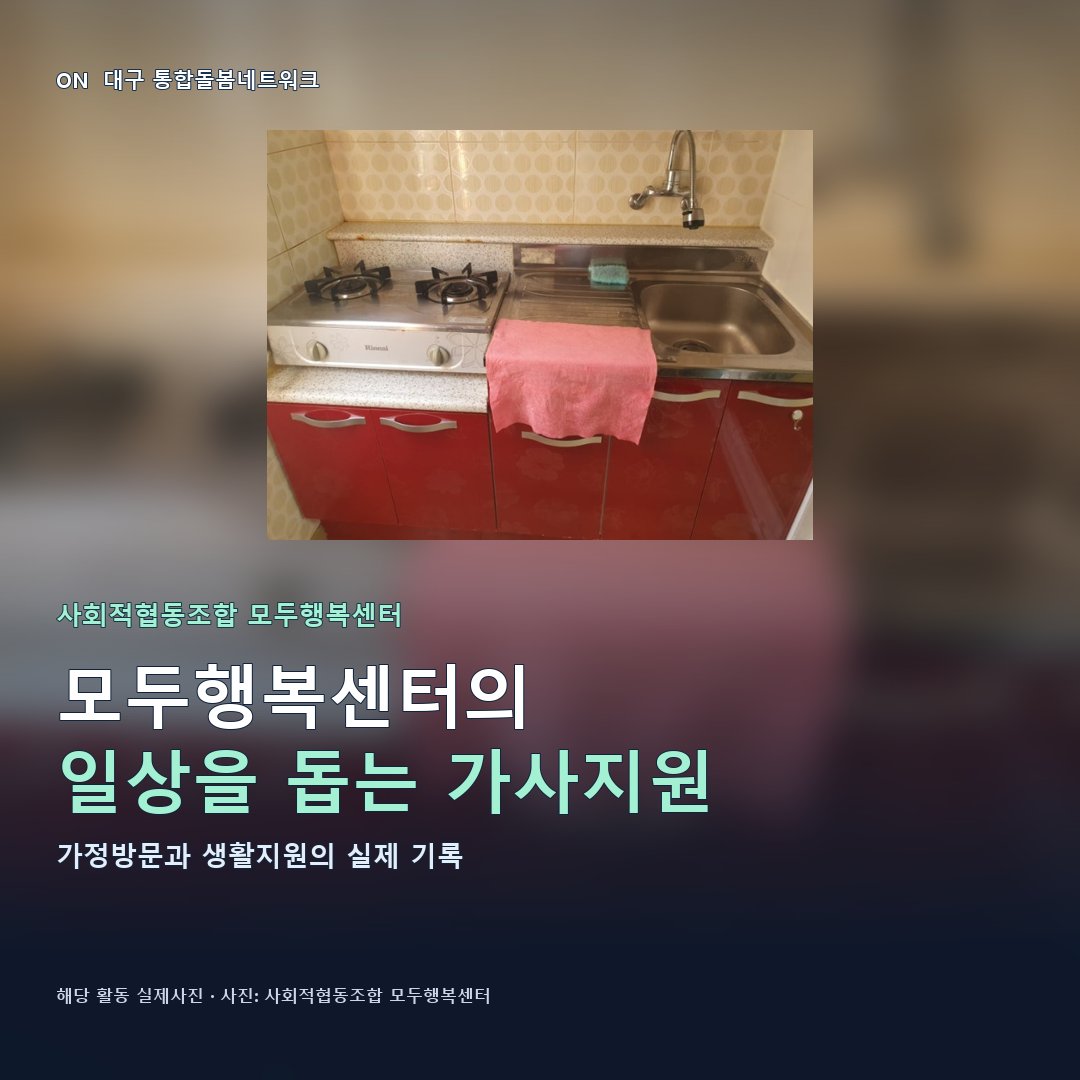 ON 대구 통합돌봄네트워크
Rinnai
사회적협동조합 모두행복센터
모두행복센터의
일상을 돕는 가사지원
가정방문과 생활지원의 실제 기록
해당 활동 실제사진 · 사진: 사회적협동조합 모두행복센터